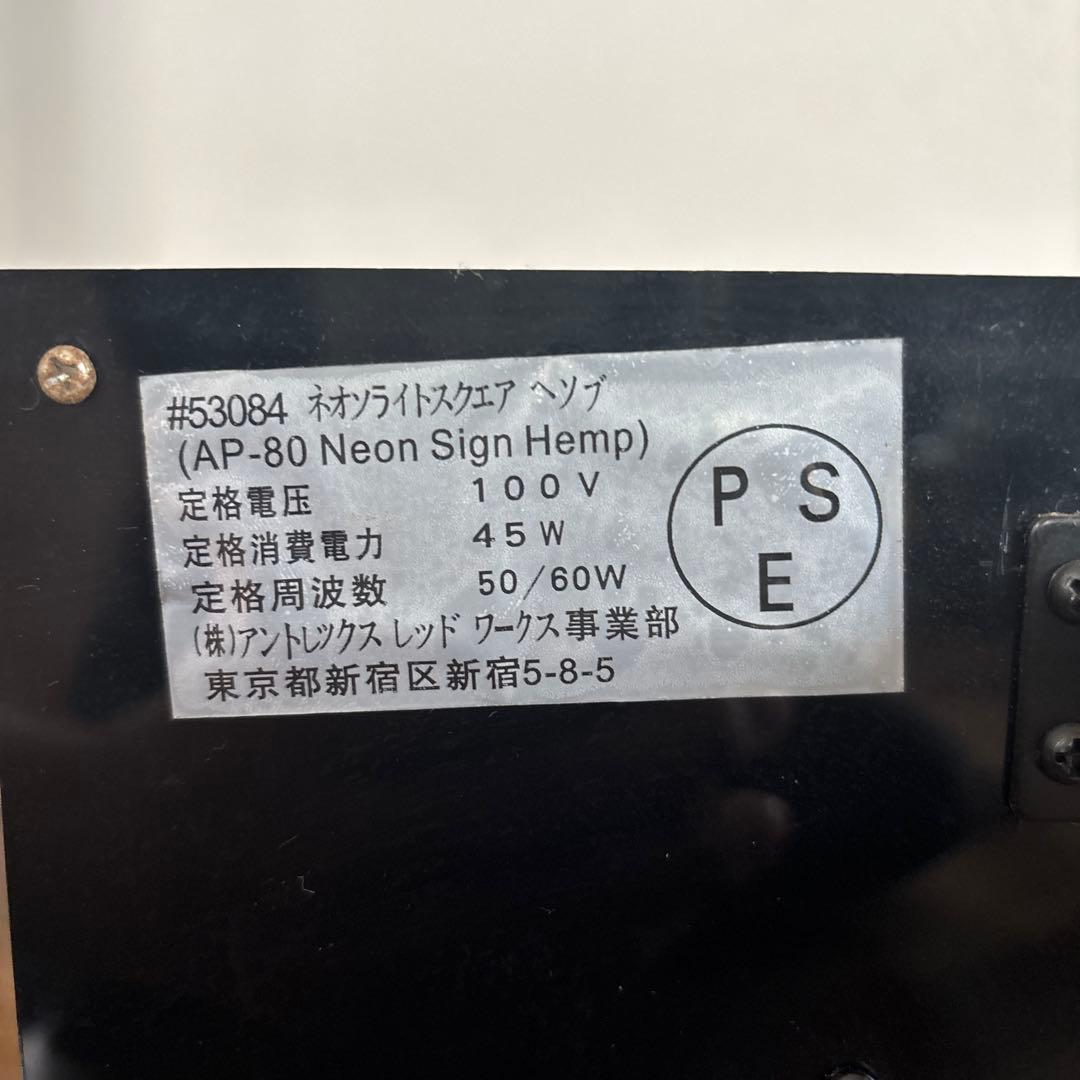 #53084 ネオソライトスクエア ヘソブ
(AP-80 Neon Sign Hemp)
定格電圧 100V
定格消費電力 45W
定格周波数 50/60W
(株)アントレックス レッド ワークス事業部
東京都新宿区新宿5-8-5
P S
E